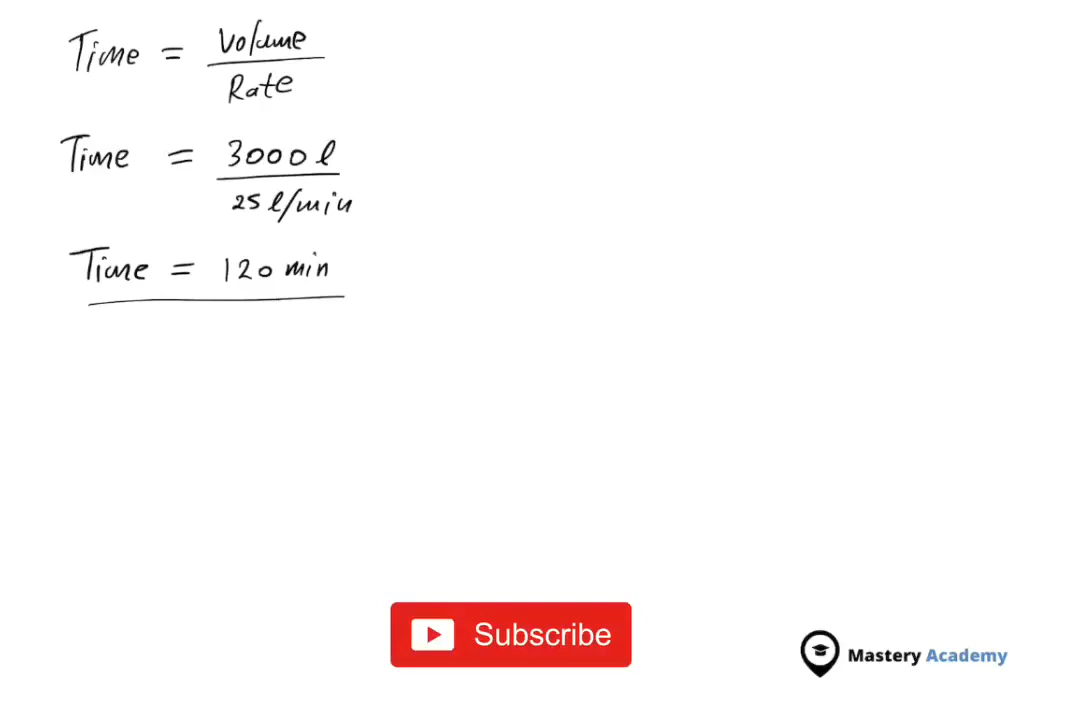 Time = Volume / Rate
Time = 3000 l / 25 l/min
Time = 120 min
Subscribe
Mastery Academy